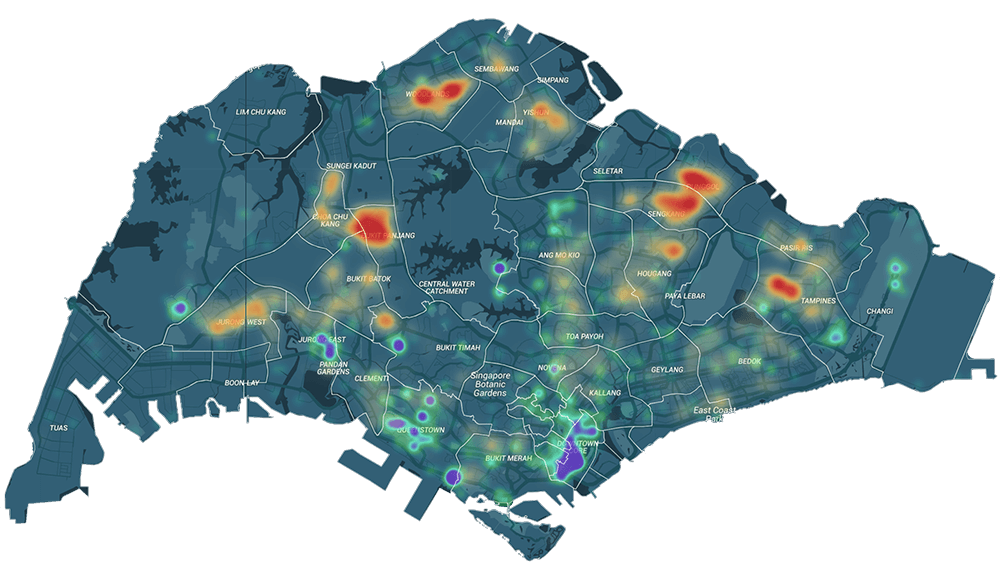 SEMBAWANG
SIMPANG
WOODLANDS
LIM CHU KANG
YISHUN
MANDAI
SUNGEI KADUT
SELETAR
PUNGGOL
CHOA CHU
KANG
SENGKANG
BUKIT PANJANG
PASIR RIS
ANG MO KIO
HOUGANG
BUKIT BATOK
CENTRAL WATER
CATCHMENT
PAYA LEBAR
TAMPINES
CHANGI
JURONG WEST
JURONG EAST
TOA PAYOH
BUKIT TIMAH
BEDOK
PANDAN
GARDENS
NOVENA
GEYLANG
CLEMENTI
Singapore
Botanic
Gardens
BOON LAY
KALLANG
East Coast
Park
TUAS
QUEENSTOWN
DOWNTOWN
CORE
BUKIT MERAH